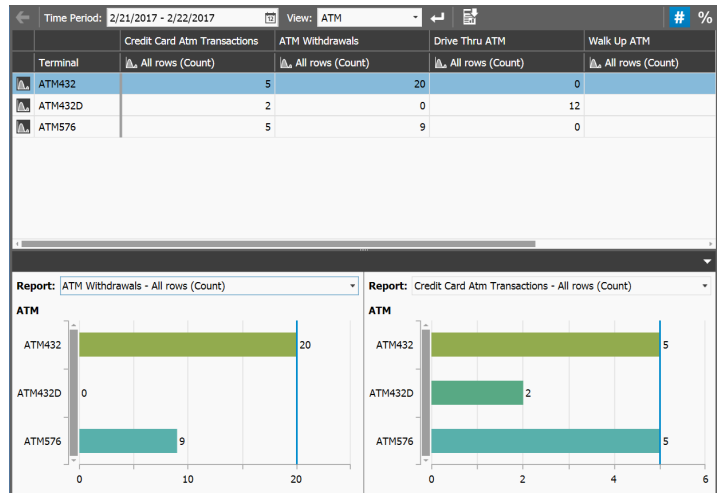 Time Period: 2/21/2017 - 2/22/2017 12 View: ATM # %
Credit Card Atm Transactions ATM Withdrawals Drive Thru ATM Walk Up ATM
Terminal All rows (Count) All rows (Count) All rows (Count) All rows (Count)
ATM432 5 20 0
ATM432D 2 0 12
ATM576 5 9 0
Report: ATM Withdrawals - All rows (Count)
ATM
ATM432 20
ATM432D 0
ATM576 9
0 10 20
Report: Credit Card Atm Transactions - All rows (Count)
ATM
ATM432 5
ATM432D 2
ATM576 5
0 2 4 6